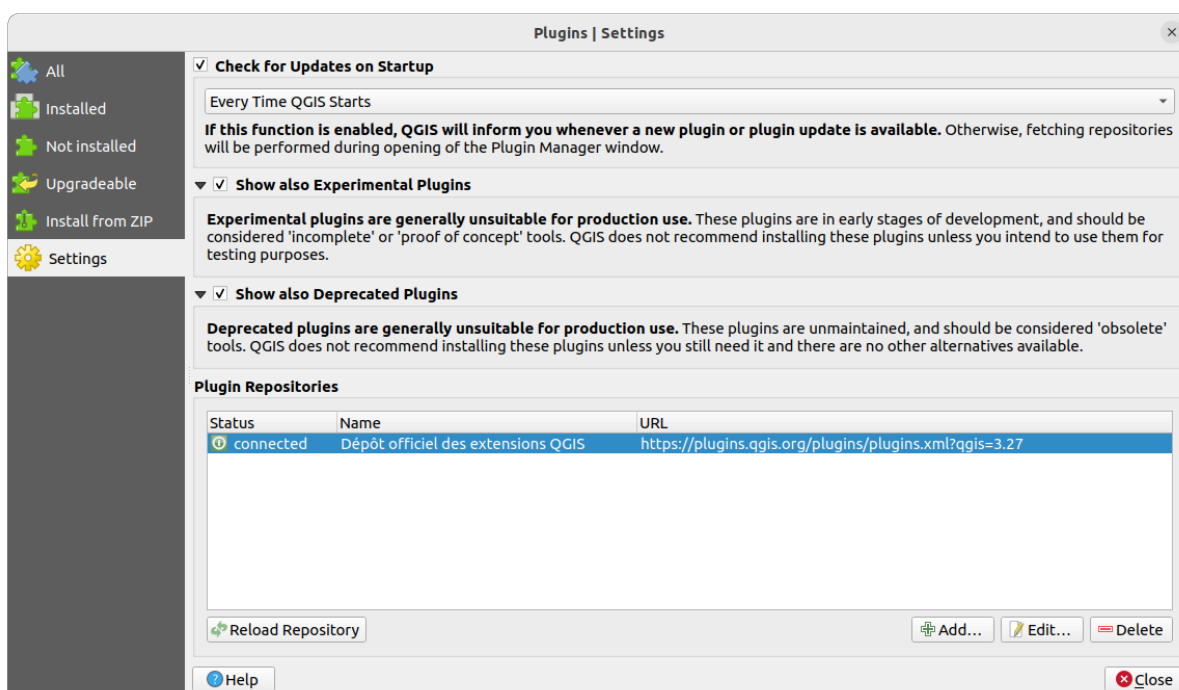 Plugins | Settings
All
Installed
Not installed
Upgradeable
Install from ZIP
Settings
Check for Updates on Startup
Every Time QGIS Starts
If this function is enabled, QGIS will inform you whenever a new plugin or plugin update is available. Otherwise, fetching repositories
will be performed during opening of the Plugin Manager window.
Show also Experimental Plugins
Experimental plugins are generally unsuitable for production use. These plugins are in early stages of development, and should be
considered 'incomplete' or 'proof of concept' tools. QGIS does not recommend installing these plugins unless you intend to use them for
testing purposes.
Show also Deprecated Plugins
Deprecated plugins are generally unsuitable for production use. These plugins are unmaintained, and should be considered 'obsolete'
tools. QGIS does not recommend installing these plugins unless you still need it and there are no other alternatives available.
Plugin Repositories
Status Name URL
connected Dépôt officiel des extensions QGIS https://plugins.qgis.org/plugins/plugins.xml?qgis=3.27
Reload Repository Add... Edit... Delete
Help Close